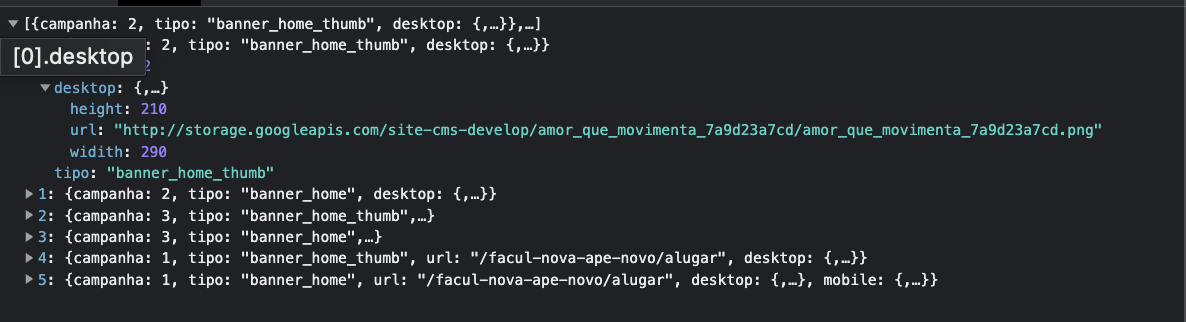 [{campanha: 2, tipo: "banner_home_thumb", desktop: {,…}},…]
2, tipo: "banner_home_thumb", desktop: {,…}}
[0].desktop
2
desktop: {,…}
height: 210
url: "http://storage.googleapis.com/site-cms-develop/amor_que_movimenta_7a9d23a7cd/amor_que_movimenta_7a9d23a7cd.png"
widith: 290
tipo: "banner_home_thumb"
1: {campanha: 2, tipo: "banner_home", desktop: {,…}}
2: {campanha: 3, tipo: "banner_home_thumb",…}
3: {campanha: 3, tipo: "banner_home",…}
4: {campanha: 1, tipo: "banner_home_thumb", url: "/facul-nova-ape-novo/alugar", desktop: {,…}}
5: {campanha: 1, tipo: "banner_home", url: "/facul-nova-ape-novo/alugar", desktop: {,…}, mobile: {,…}}